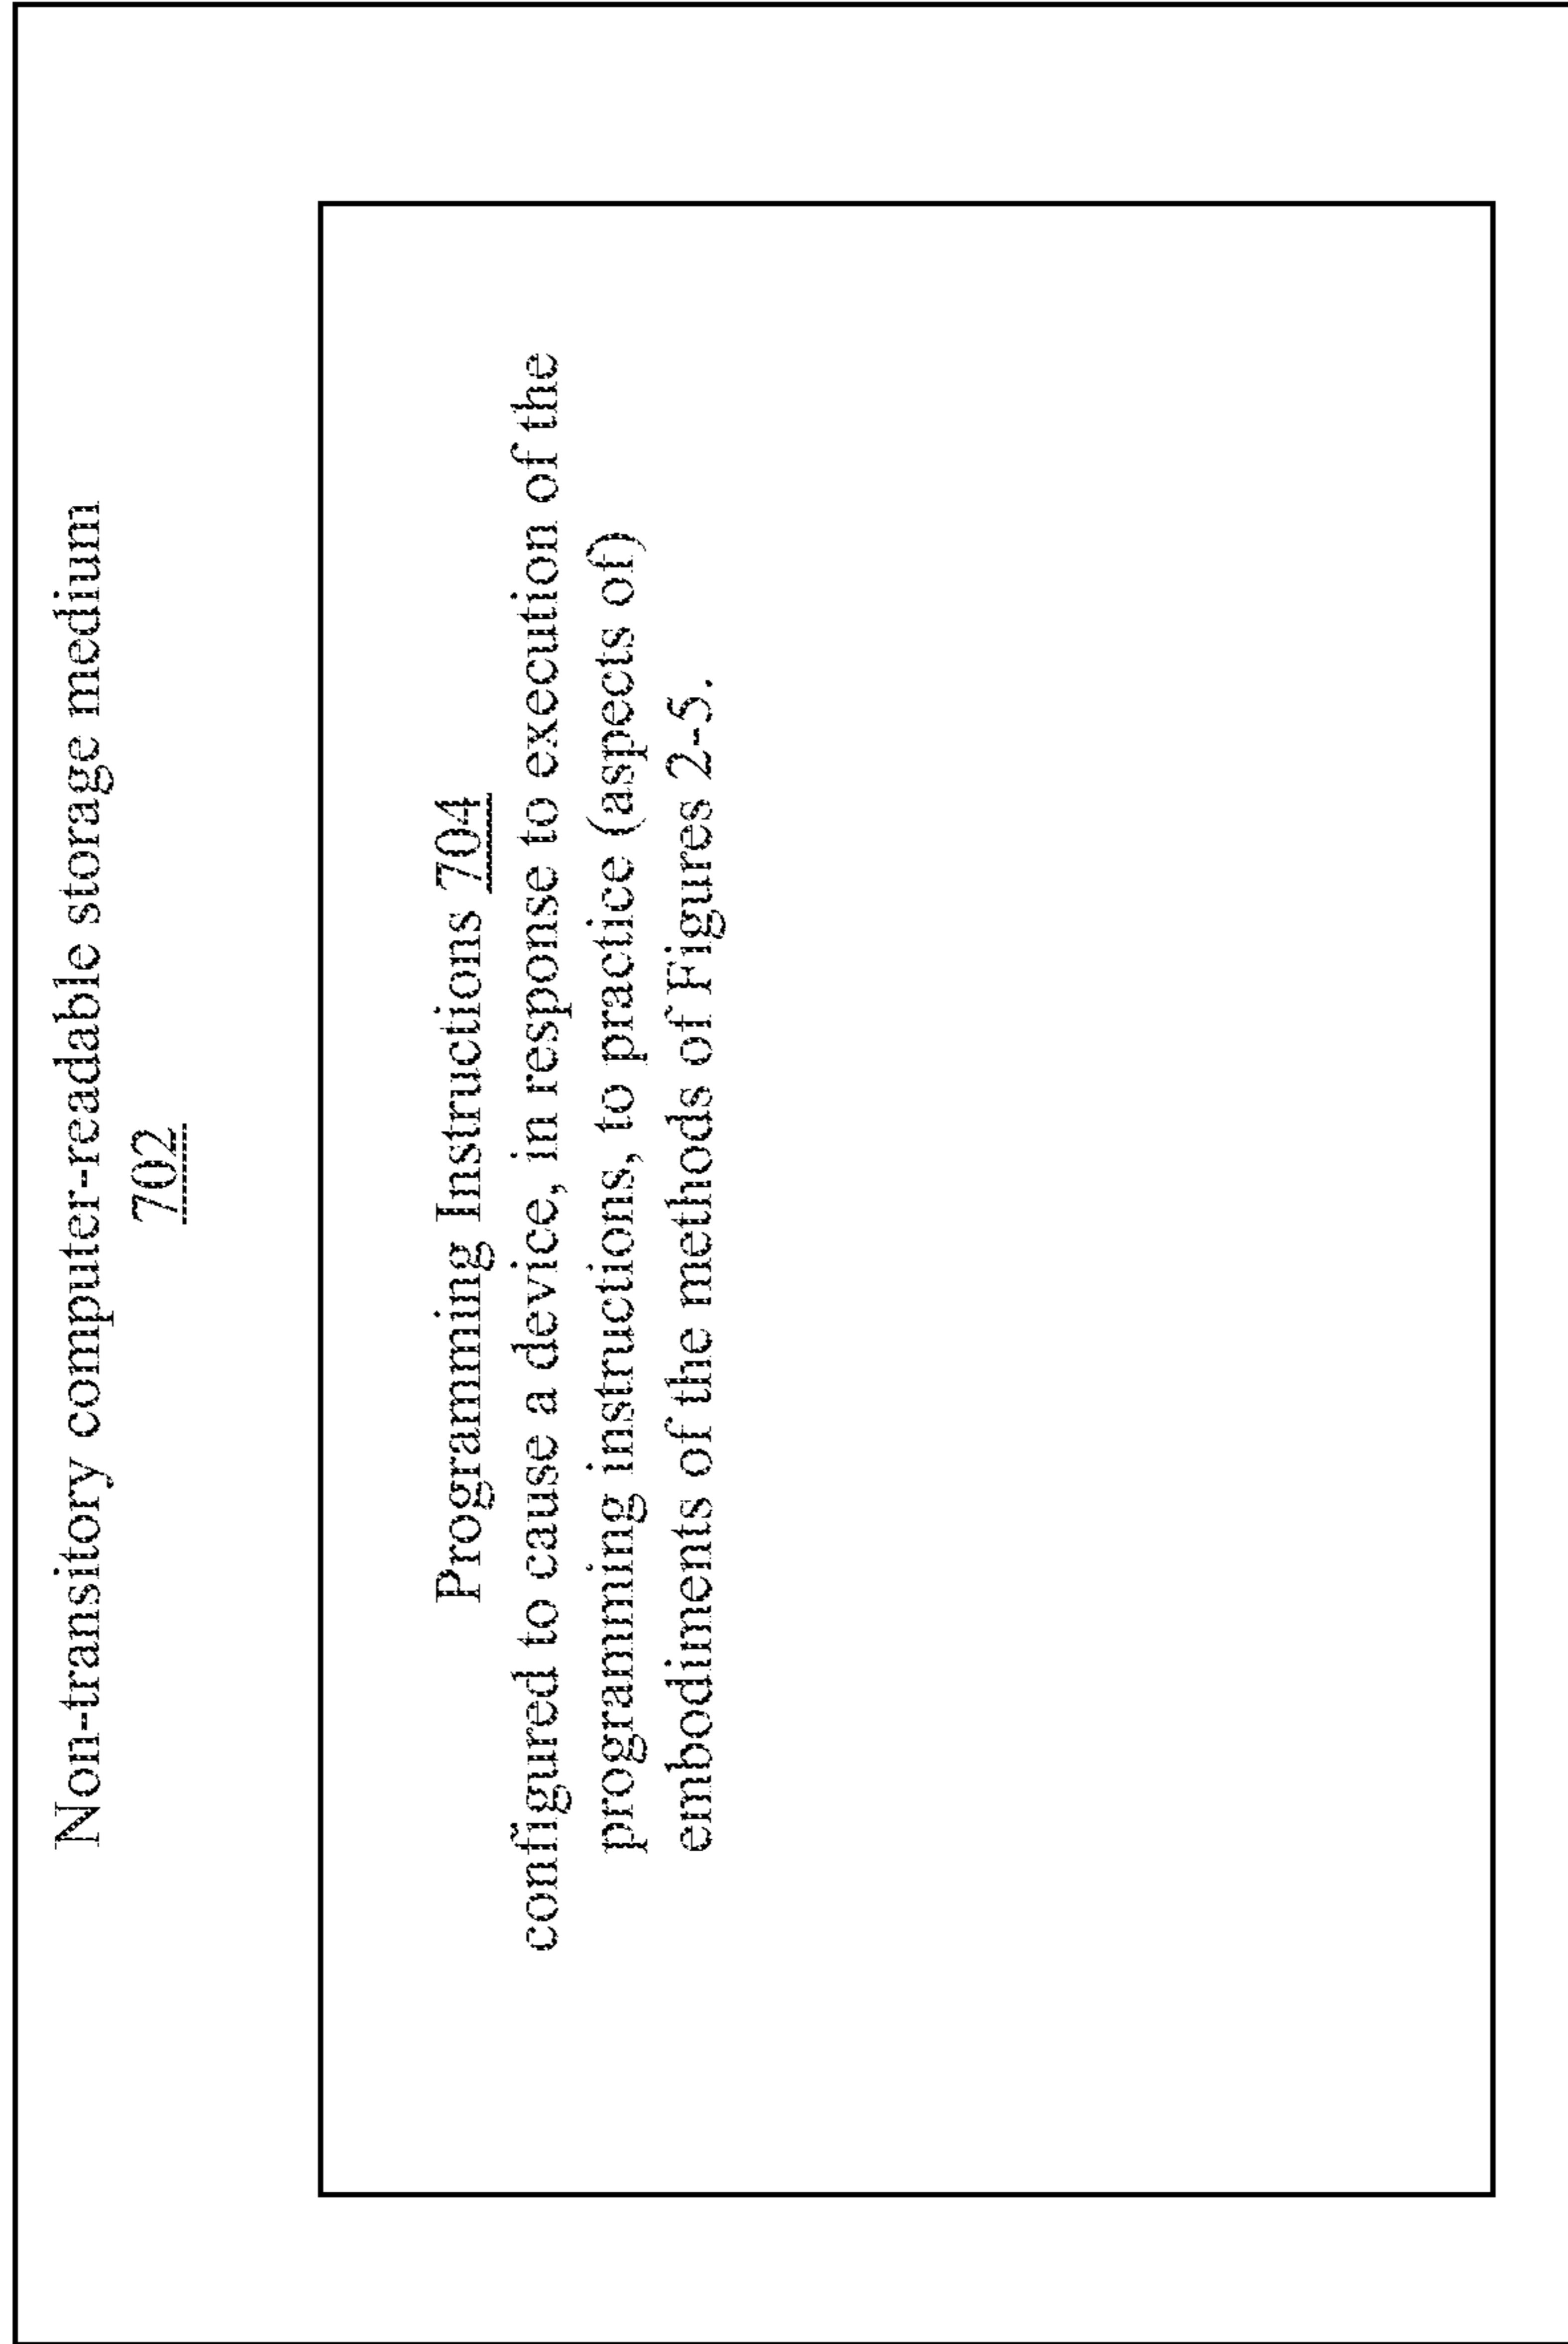 Non-transitory computer-readable storage medium
702
Programming Instructions 704
configured to cause a device, in response to execution of the
programming instructions, to practice (aspects of)
embodiments of the methods of Figures 2-5.